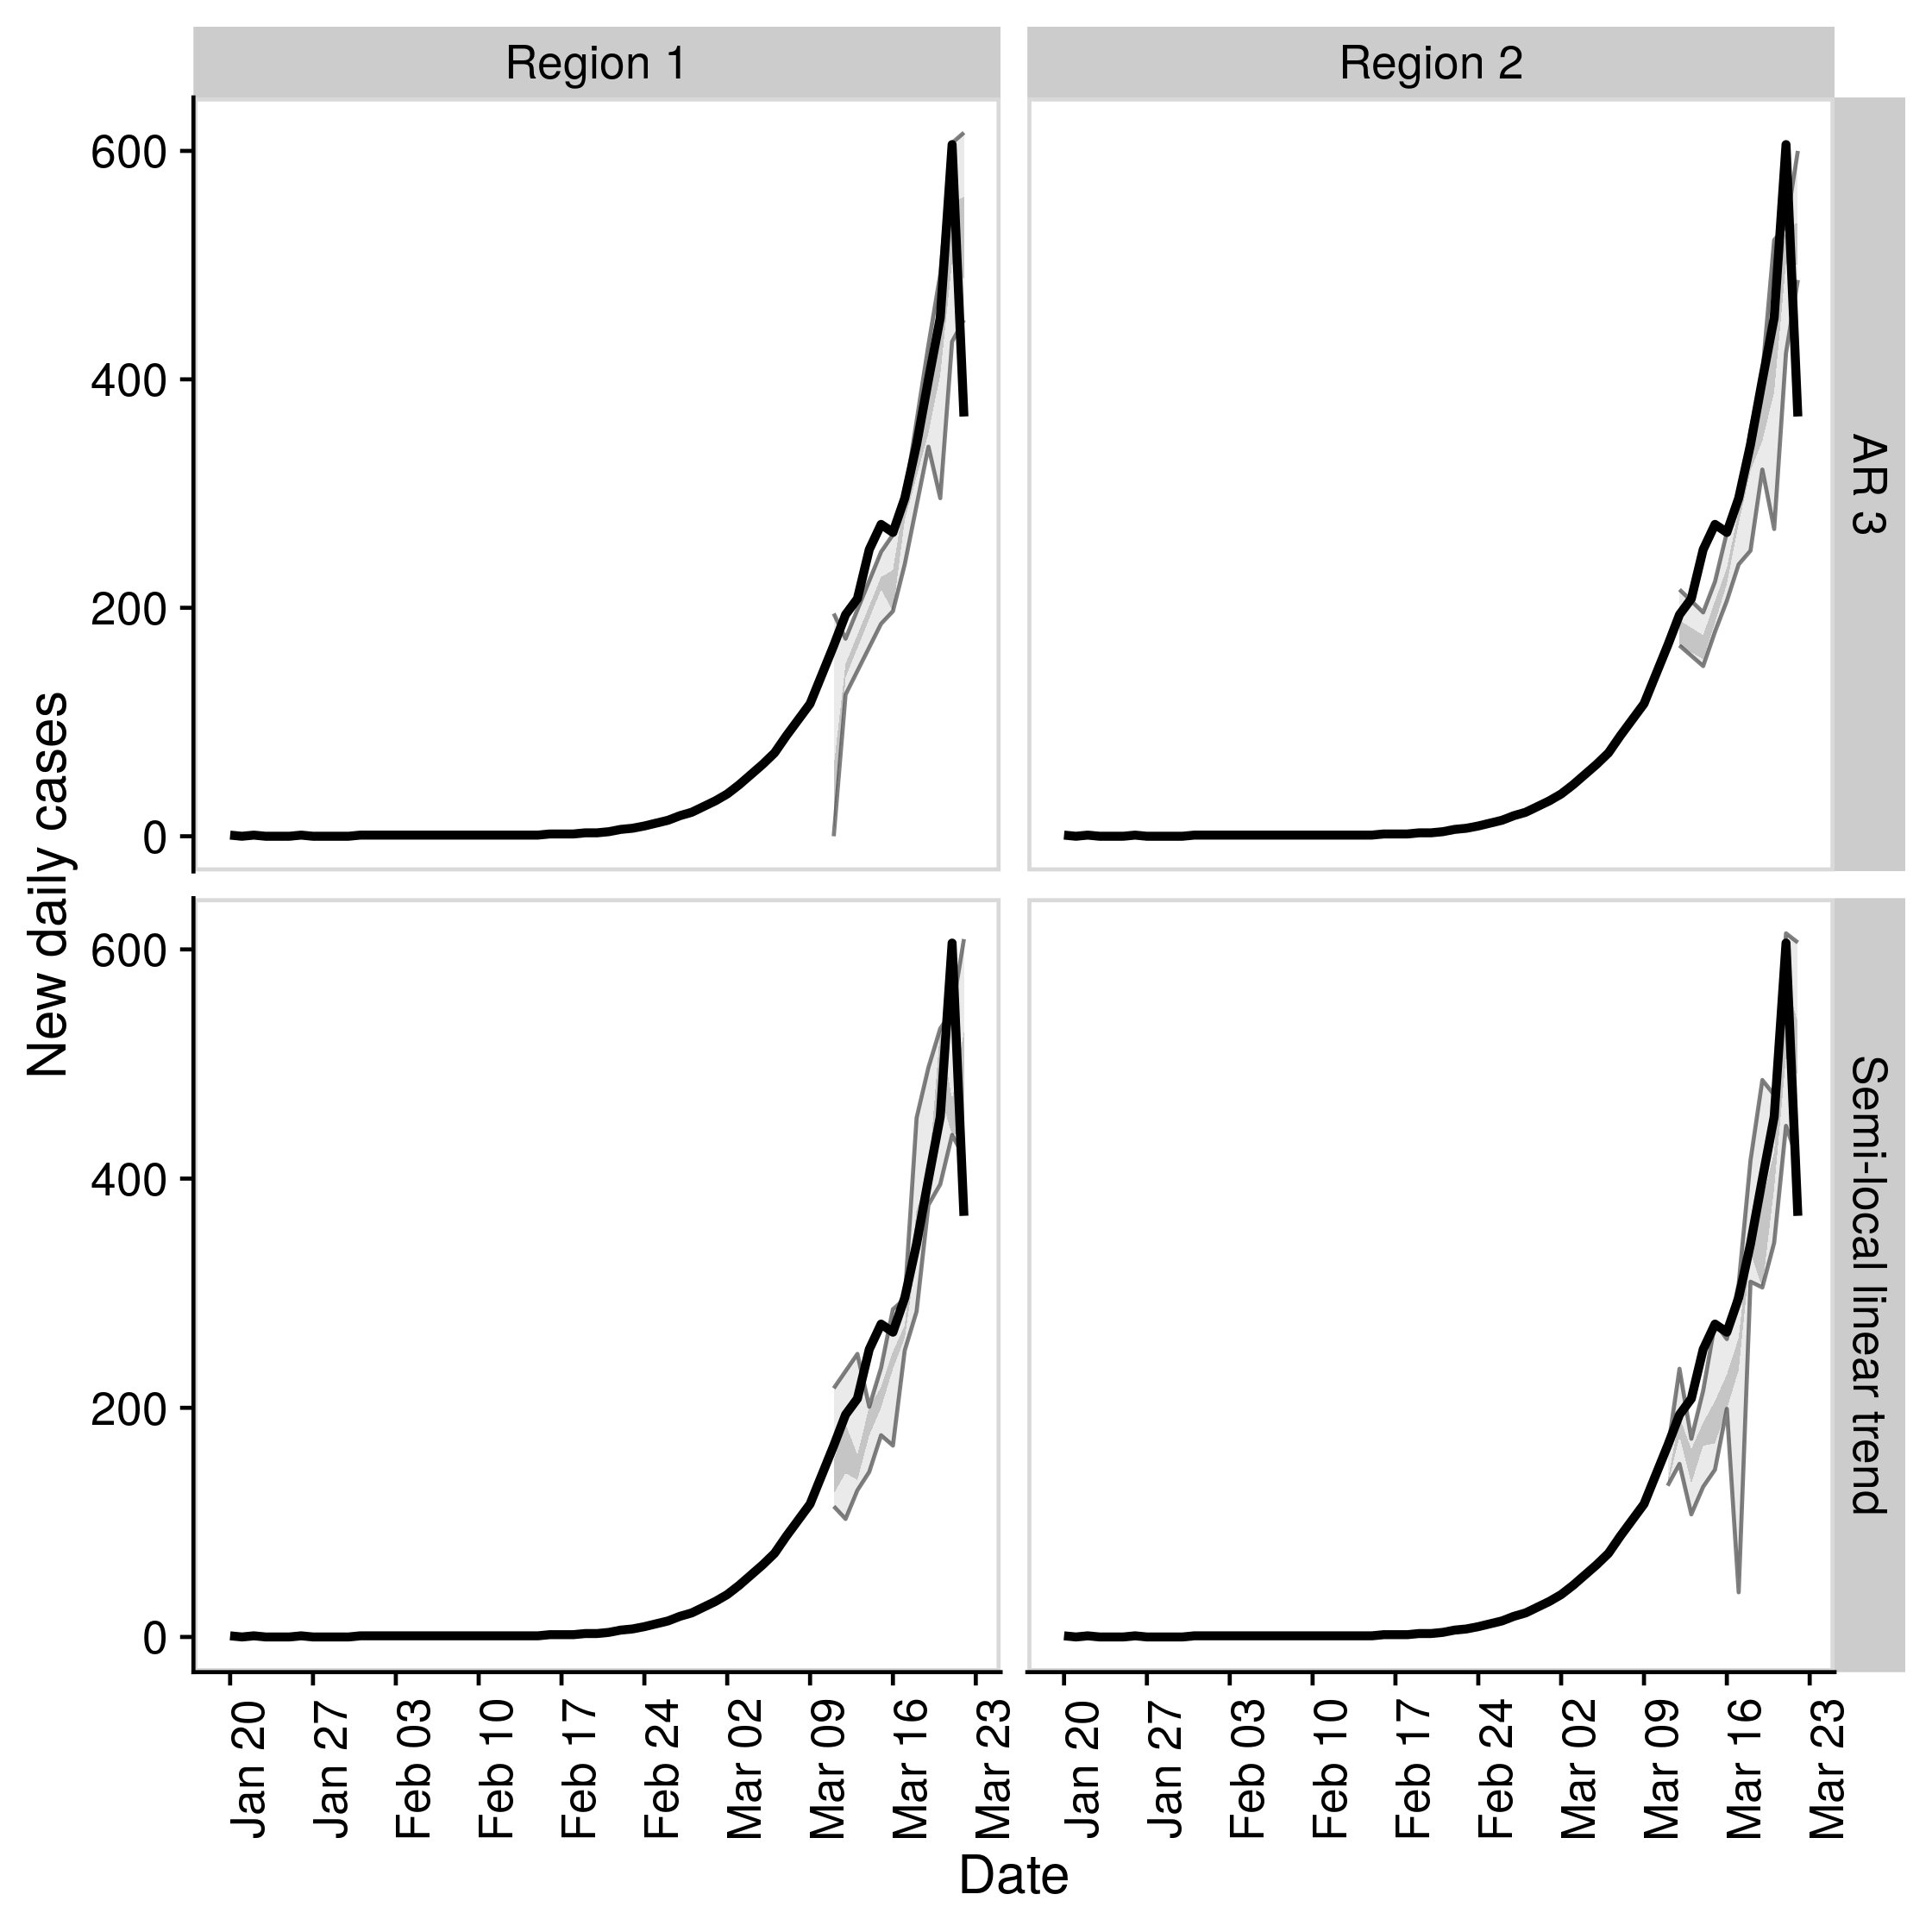 Region 1
Region 2
600
400
200
0
AR 3
New daily cases
600
400
200
0
Semi-local linear trend
Jan 20
Jan 27
Feb 03
Feb 10
Feb 17
Feb 24
Mar 02
Mar 09
Mar 16
Mar 23
Jan 20
Jan 27
Feb 03
Feb 10
Feb 17
Feb 24
Mar 02
Mar 09
Mar 16
Mar 23
Date